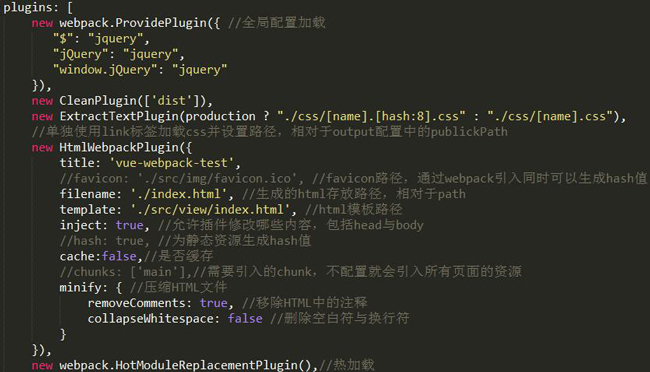 plugins: [
    new webpack.ProvidePlugin({ //全局配置加载
       "$": "jquery",
       "jQuery": "jquery",
       "window.jQuery": "jquery"
    }),
    new CleanPlugin(['dist']),
    new ExtractTextPlugin(production ? "./css/[name].[hash:8].css" : "./css/[name].css"),
    //单独使用link标签加载css并设置路径，相对于output配置中的publickPath
    new HtmlWebpackPlugin({
        title: 'vue-webpack-test',
        //favicon: './src/img/favicon.ico', //favicon路径，通过webpack引入同时可以生成hash值
        filename: './index.html', //生成的html存放路径，相对于path
        template: './src/view/index.html', //html模板路径
        inject: true, //允许插件修改哪些内容，包括head与body
        //hash: true, //为静态资源生成hash值
        cache:false,//是否缓存
        //chunks: ['main'],//需要引入的chunk，不配置就会引入所有页面的资源
        minify: { //压缩HTML文件
            removeComments: true, //移除HTML中的注释
            collapseWhitespace: false //删除空白符与换行符
        }
    }),
    new webpack.HotModuleReplacementPlugin(),//热加载